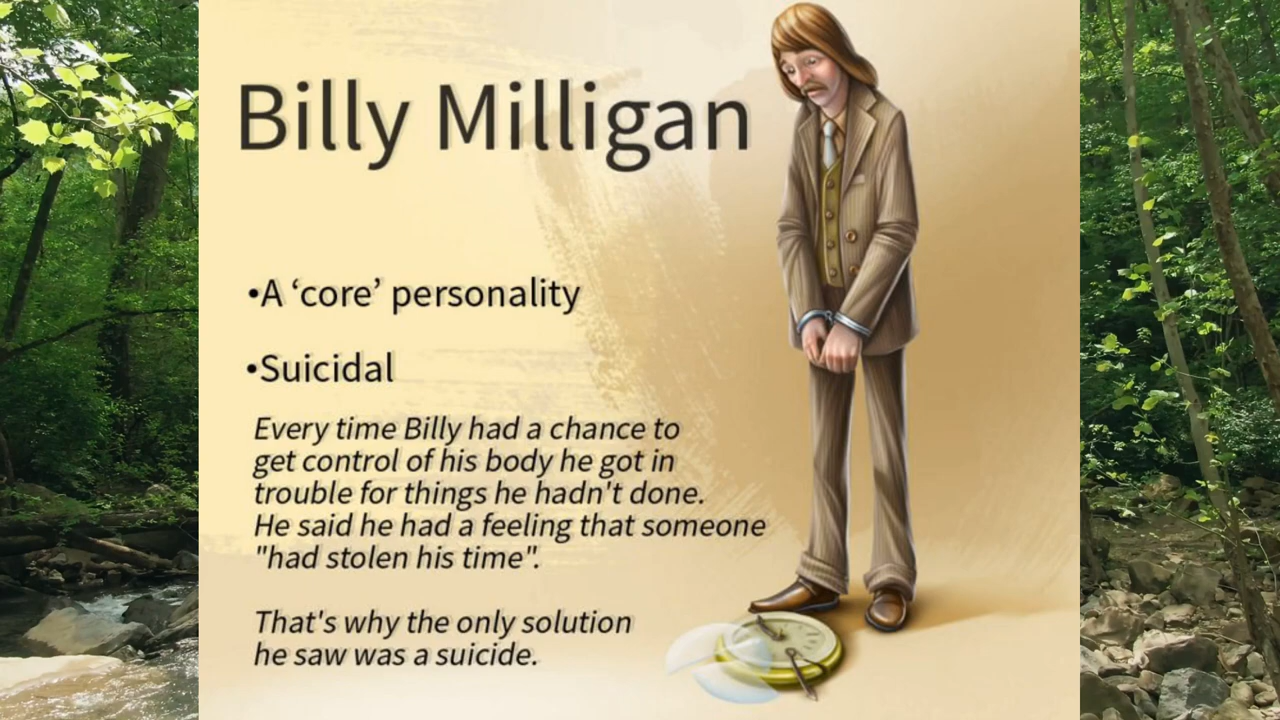 Billy Milligan
•A ‘core’ personality
•Suicidal
Every time Billy had a chance to
get control of his body he got in
trouble for things he hadn't done.
He said he had a feeling that someone
"had stolen his time".
That's why the only solution
he saw was a suicide.